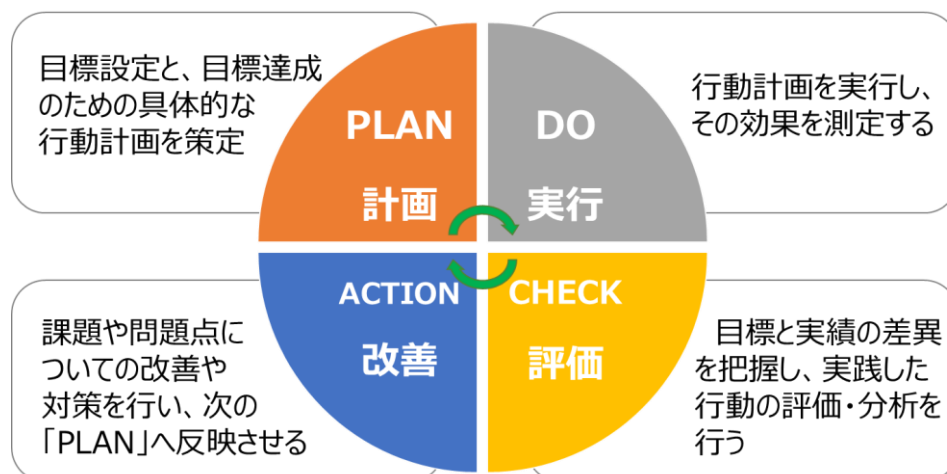 目標設定と、目標達成
のための具体的な
行動計画を策定
PLAN
計画
DO
実行
行動計画を実行し、
その効果を測定する
課題や問題点に
ついての改善や
対策を行い、次の
「PLAN」へ反映させる
ACTION
改善
CHECK
評価
目標と実績の差異
を把握し、実践した
行動の評価・分析を
行う